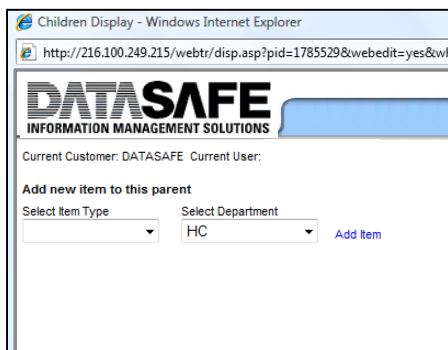 Children Display - Windows Internet Explorer
http://216.100.249.215/webtr/disp.asp?pid=1785529&webedit=yes&wh
DATASAFE
INFORMATION MANAGEMENT SOLUTIONS
Current Customer: DATASAFE Current User:
Add new item to this parent
Select Item Type Select Department
HC Add Item